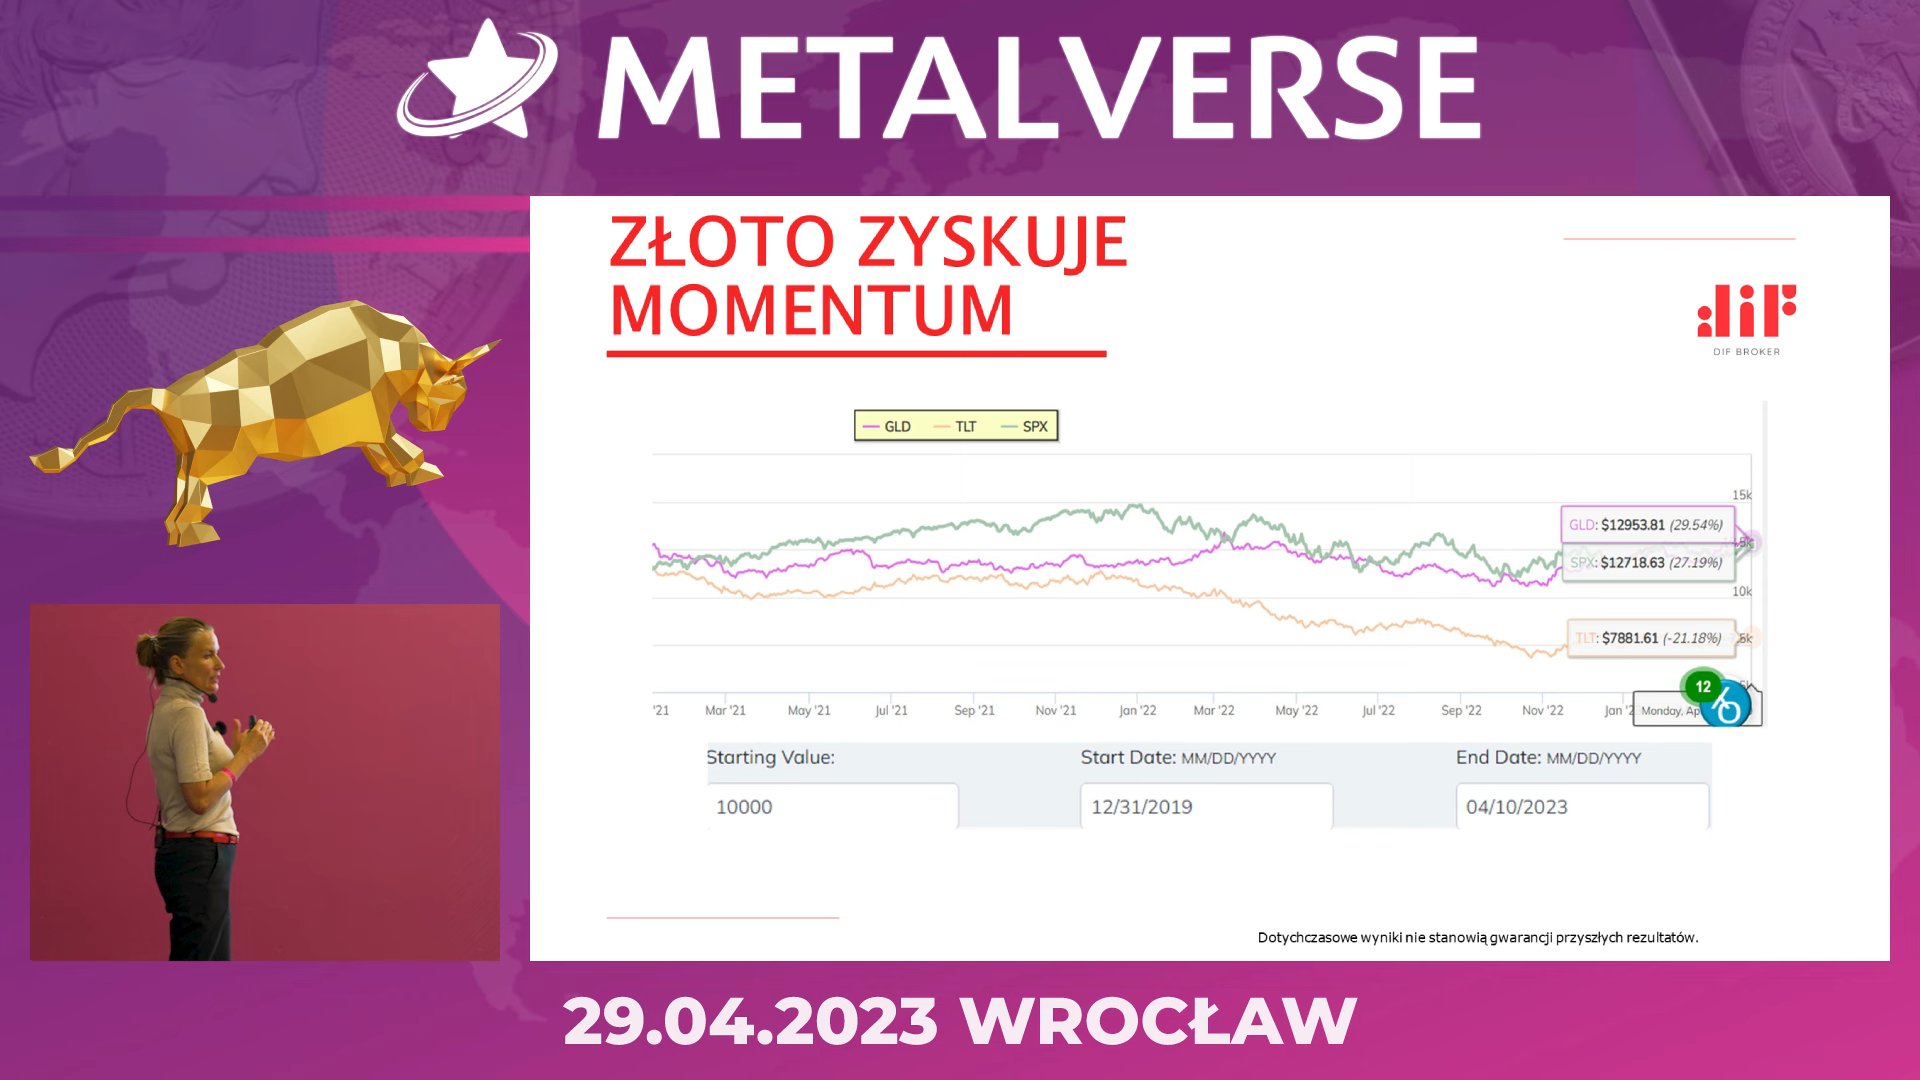 METALVERSE
ZŁOTO ZYSKUJE
MOMENTUM
DIF
DIF BROKER
GLD TLT SPX
15k
GLD: $12953.81 (29.54%)
SPX: $12718.63 (27.19%)
10k
TLT: $7881.61 (-21.18%)
12
'21 Mar '21 May '21 Jul '21 Sep '21 Nov '21 Jan '22 Mar '22 May '22 Jul '22 Sep '22 Nov '22 Jan Monday,
Starting Value: Start Date: MM/DD/YYYY End Date: MM/DD/YYYY
10000 12/31/2019 04/10/2023
Dotychczasowe wyniki nie stanowią gwarancji przyszłych rezultatów.
29.04.2023 WROCŁAW